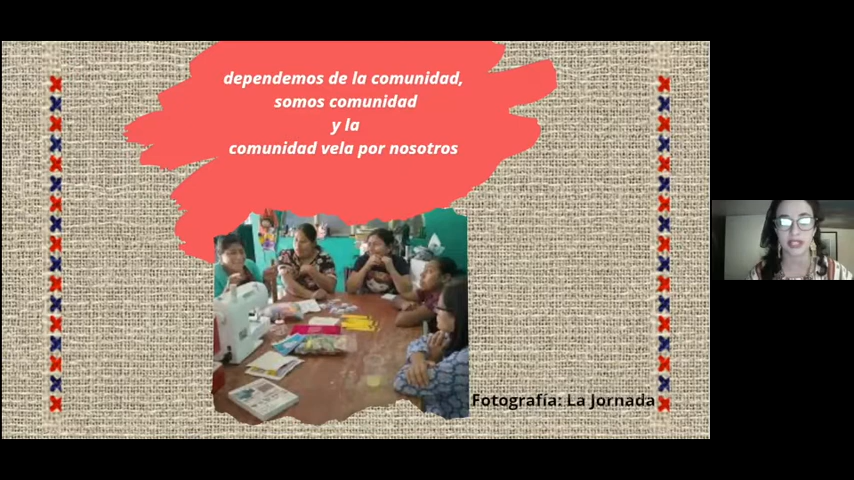 dependemos de la comunidad,
somos comunidad
y la
comunidad vela por nosotros
Fotografía: La Jornada